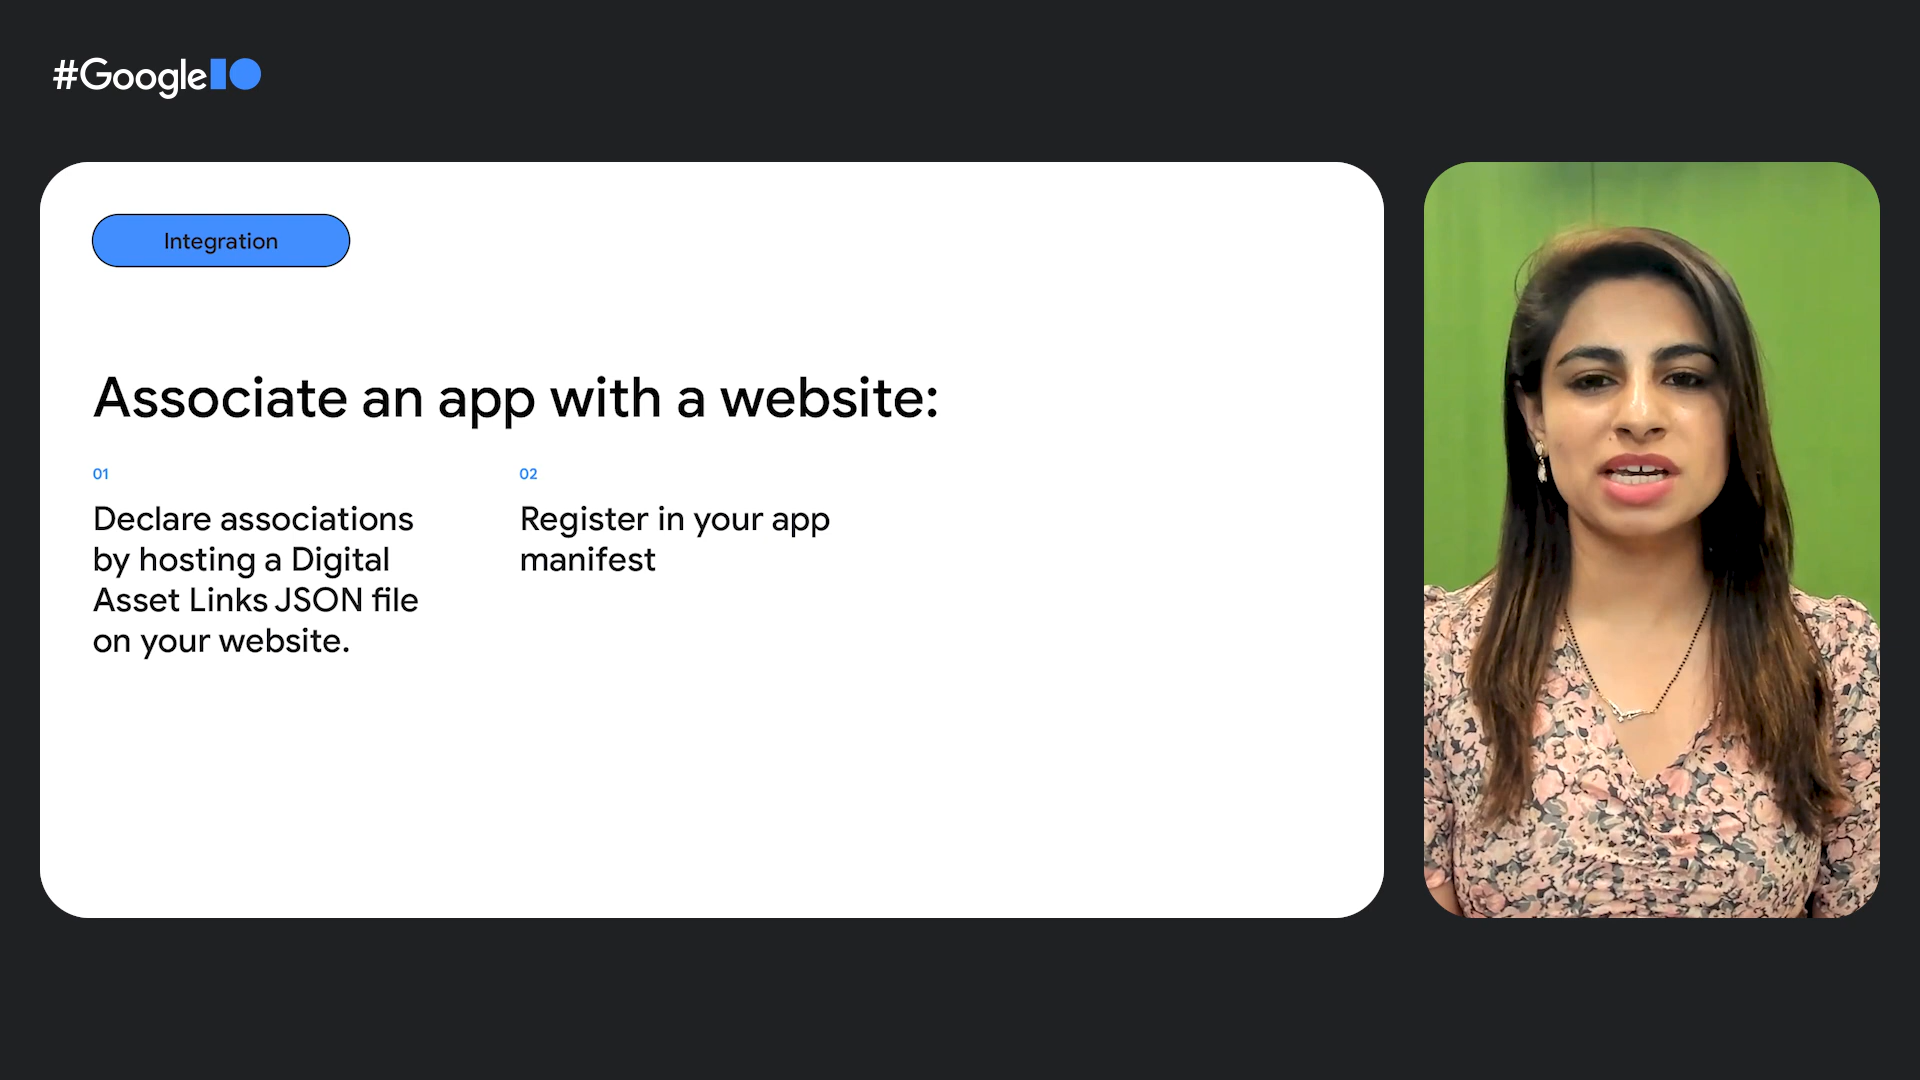 #GoogleIO
Integration
Associate an app with a website:
01
Declare associations
by hosting a Digital
Asset Links JSON file
on your website.
02
Register in your app
manifest